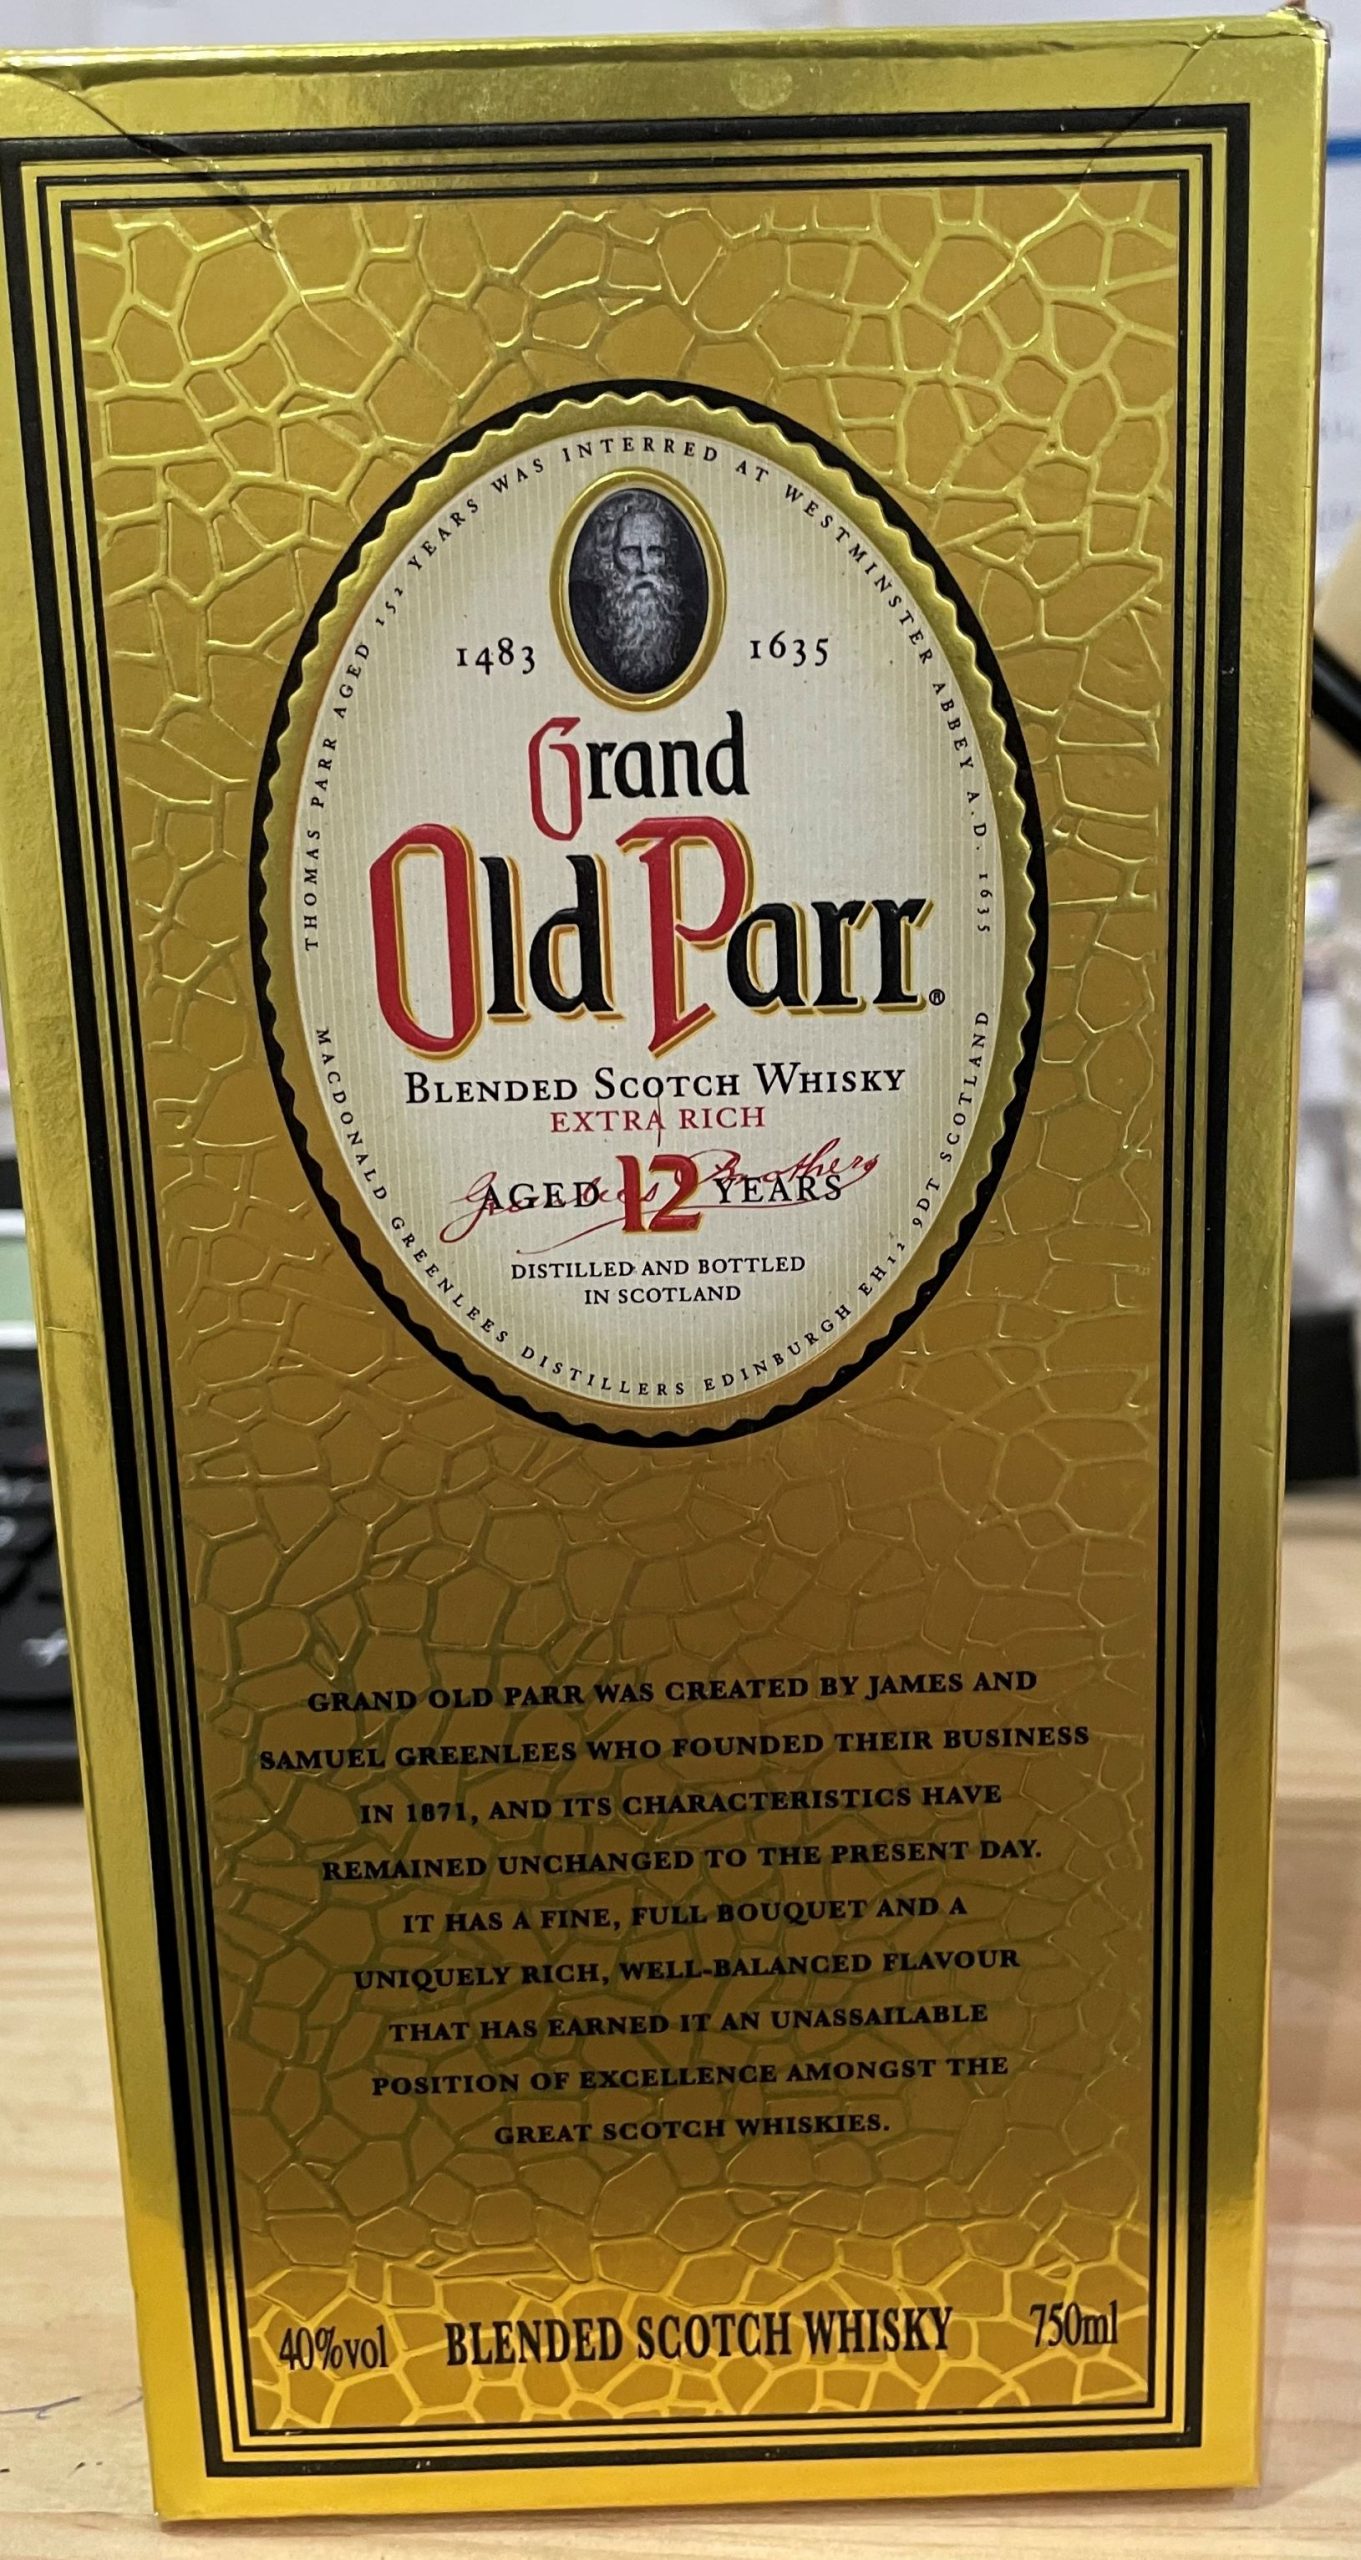 THOMAS PARR AGED 152 YEARS WAS INTERRED AT WESTMINSTER ABBEY A.D. 1635
1483 1635
Grand
Old Parr®
BLENDED SCOTCH WHISKY
EXTRA RICH
Greenlees Brothers
AGED 12 YEARS
DISTILLED AND BOTTLED
IN SCOTLAND
MACDONALD GREENLEES DISTILLERS EDINBURGH EH12 9DT SCOTLAND
GRAND OLD PARR WAS CREATED BY JAMES AND
SAMUEL GREENLEES WHO FOUNDED THEIR BUSINESS
IN 1871, AND ITS CHARACTERISTICS HAVE
REMAINED UNCHANGED TO THE PRESENT DAY.
IT HAS A FINE, FULL BOUQUET AND A
UNIQUELY RICH, WELL-BALANCED FLAVOUR
THAT HAS EARNED IT AN UNASSAILABLE
POSITION OF EXCELLENCE AMONGST THE
GREAT SCOTCH WHISKIES.
40%vol BLENDED SCOTCH WHISKY 750ml